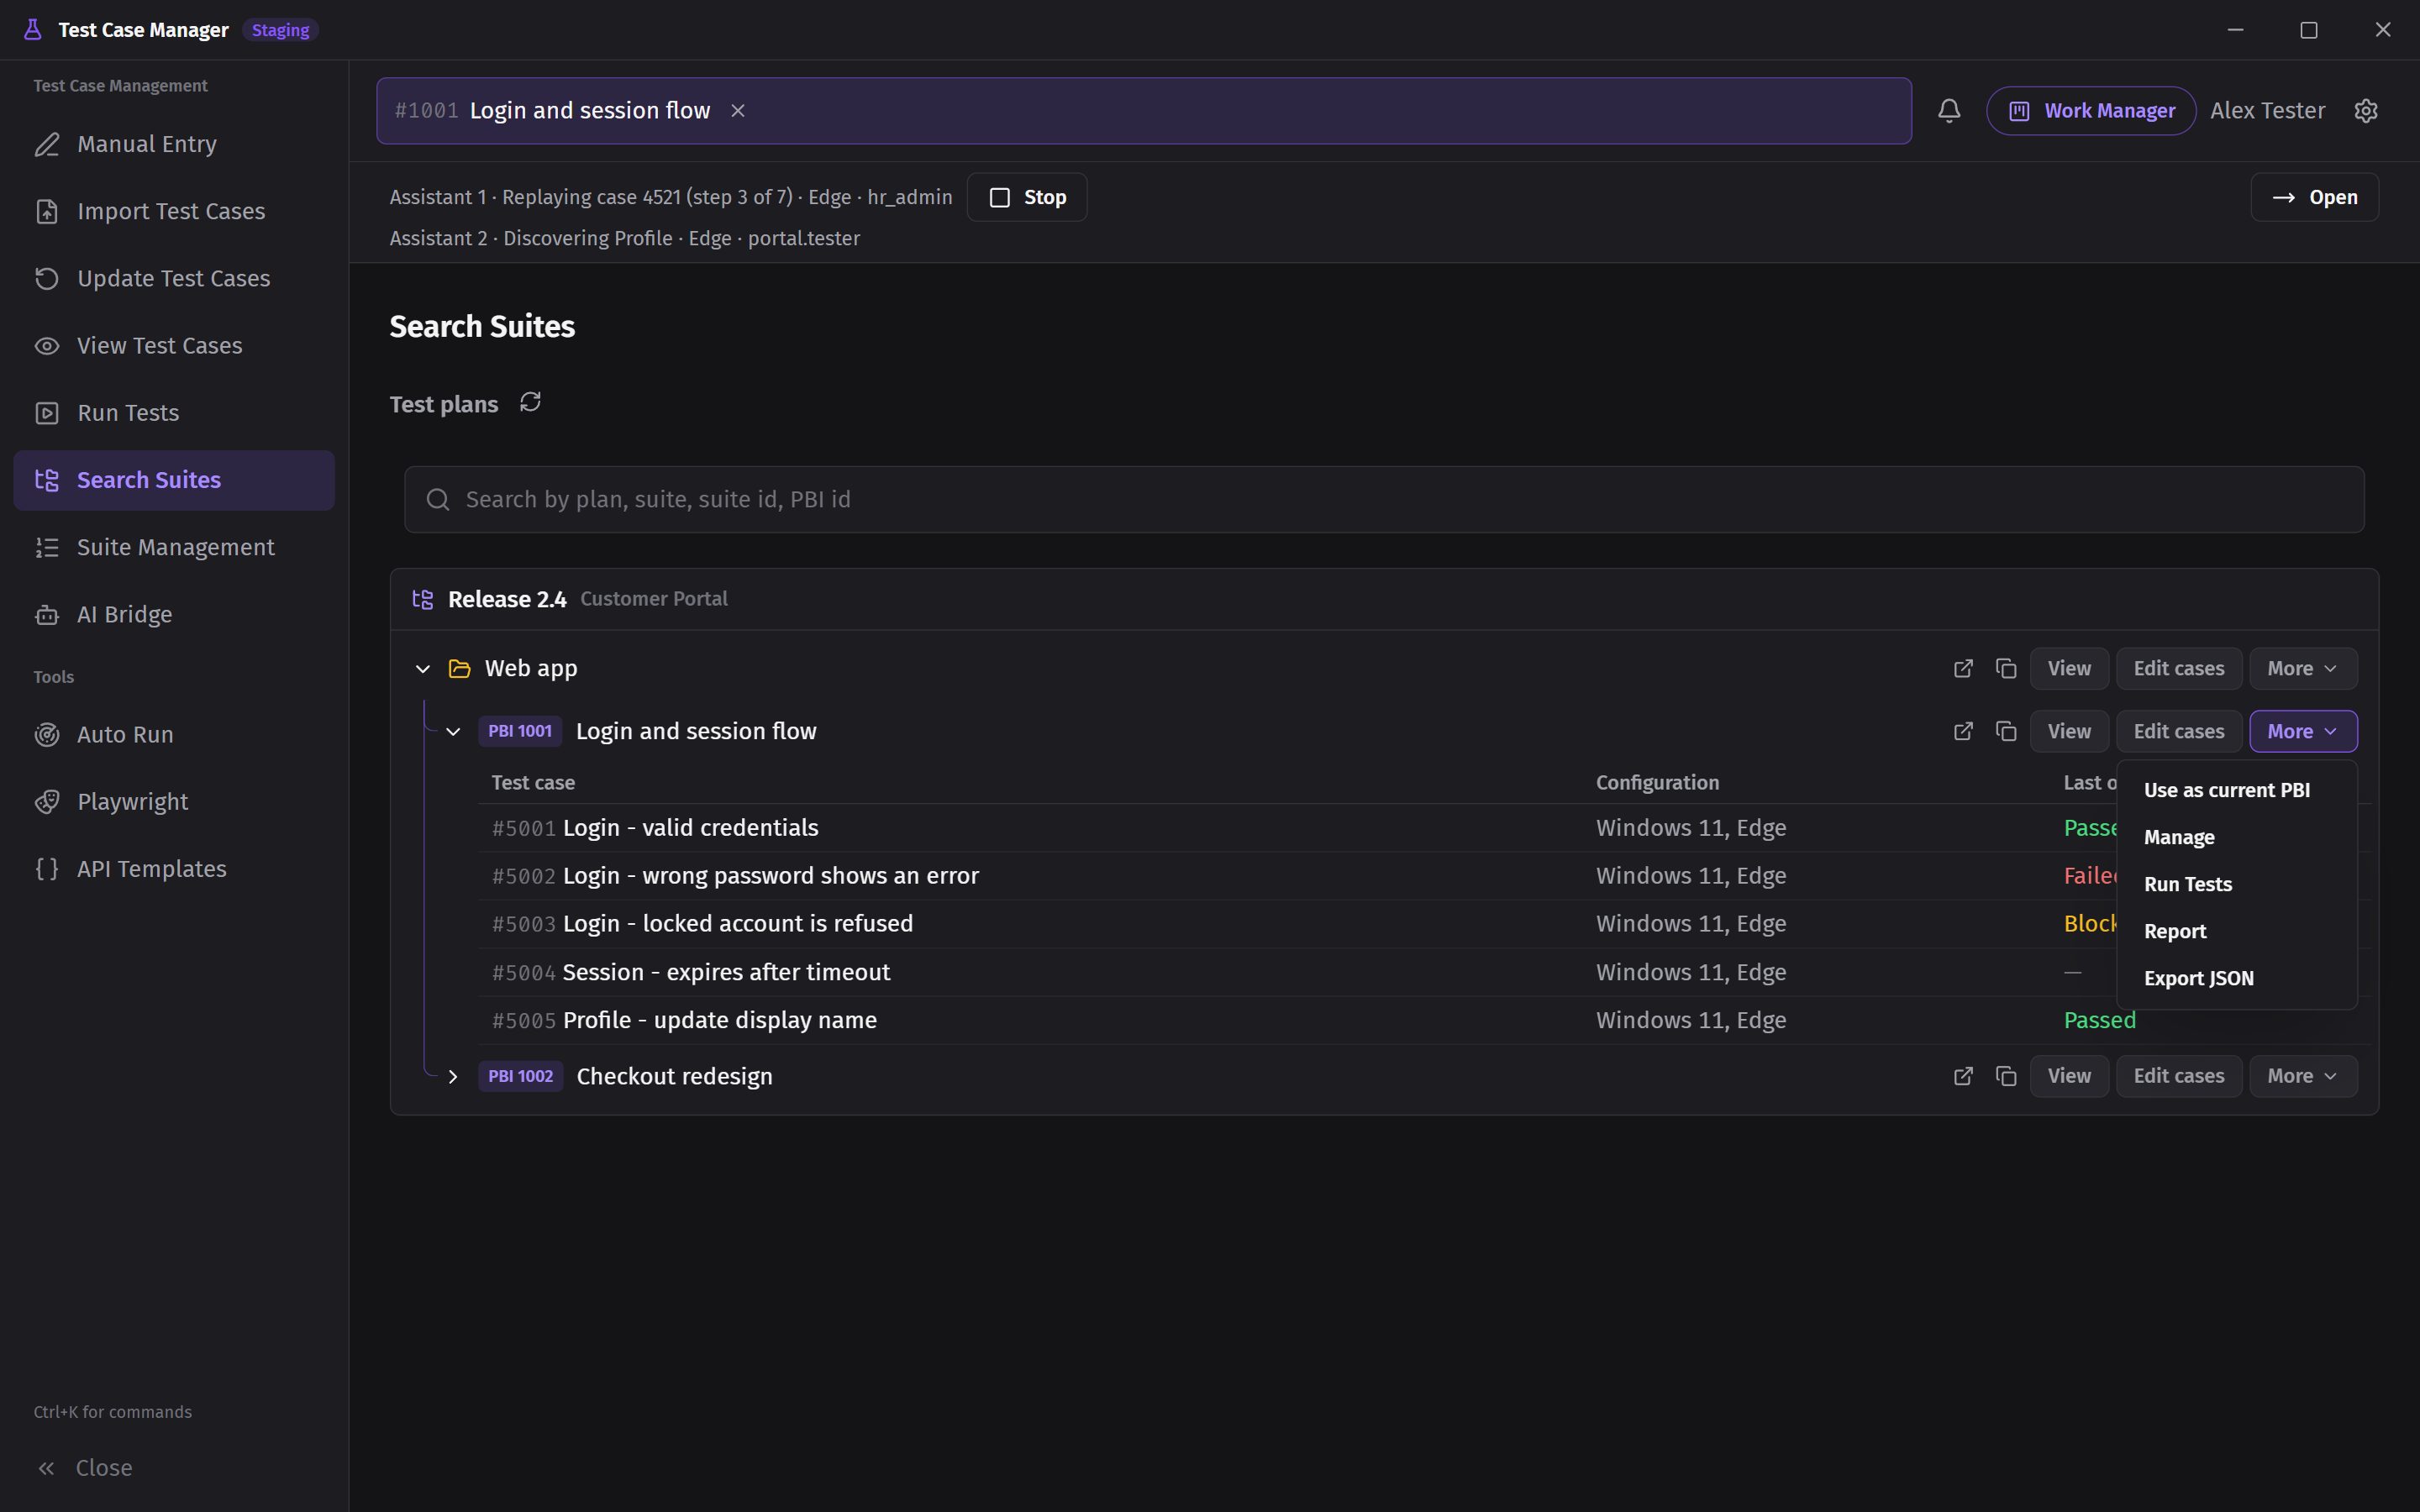 Test Case Manager Staging
Test Case Management
Manual Entry
Import Test Cases
Update Test Cases
View Test Cases
Run Tests
Search Suites
Suite Management
AI Bridge
Tools
Auto Run
Playwright
API Templates
Ctrl+K for commands
Close
#1001 Login and session flow
Work Manager
Alex Tester
Assistant 1 · Replaying case 4521 (step 3 of 7) · Edge · hr_admin Stop
Open
Assistant 2 · Discovering Profile · Edge · portal.tester
Search Suites
Test plans
Search by plan, suite, suite id, PBI id
Release 2.4 Customer Portal
Web app View Edit cases More
PBI 1001 Login and session flow View Edit cases More
Test case Configuration Last o
#5001 Login - valid credentials Windows 11, Edge Passe
#5002 Login - wrong password shows an error Windows 11, Edge Failed
#5003 Login - locked account is refused Windows 11, Edge Block
#5004 Session - expires after timeout Windows 11, Edge —
#5005 Profile - update display name Windows 11, Edge Passed
Use as current PBI
Manage
Run Tests
Report
Export JSON
PBI 1002 Checkout redesign View Edit cases More